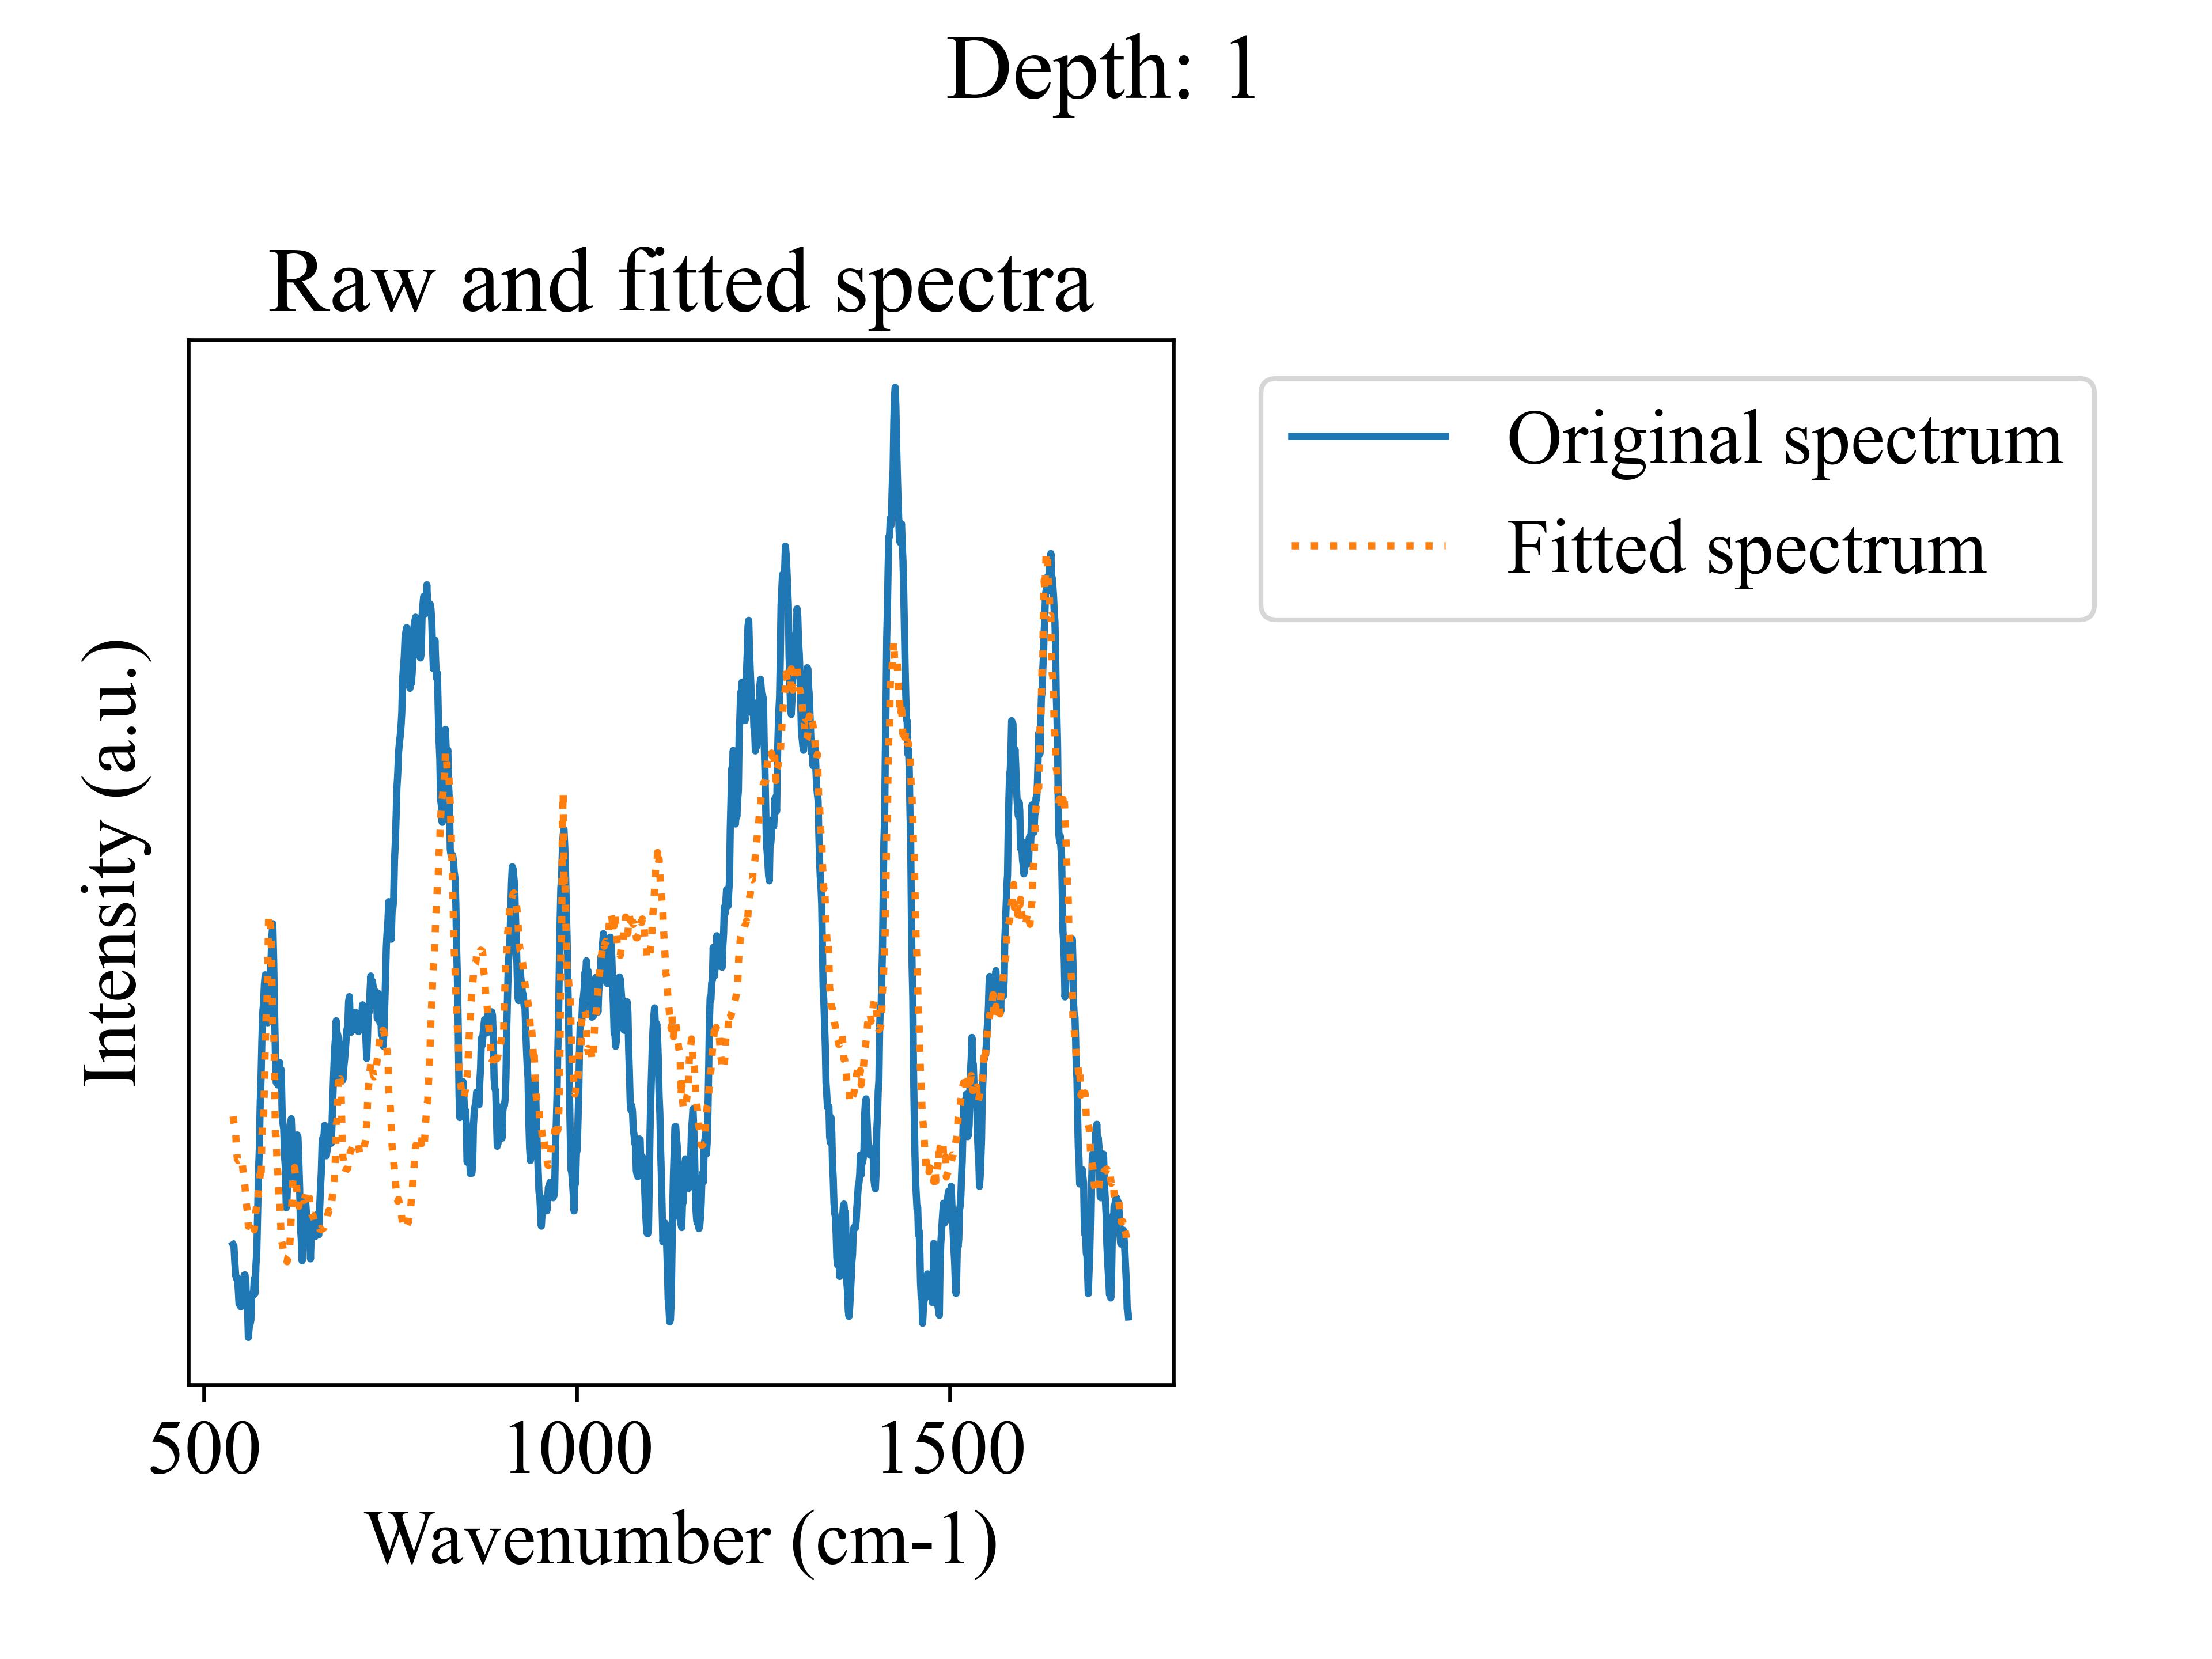 Depth: 1
Raw and fitted spectra
Original spectrum
Fitted spectrum
Intensity (a.u.)
500 1000 1500
Wavenumber (cm-1)